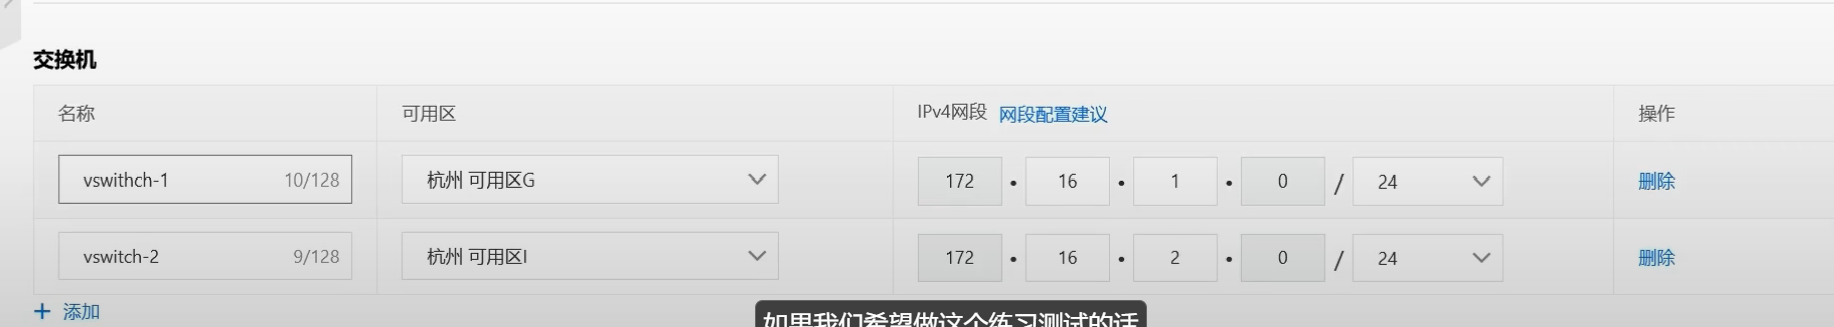 交换机
名称 可用区 IPv4网段 网段配置建议 操作
vswithch-1 10/128 杭州 可用区G 172 . 16 . 1 . 0 / 24 删除
vswitch-2 9/128 杭州 可用区I 172 . 16 . 2 . 0 / 24 删除
+ 添加
如果我们希望做这个练习测试的话